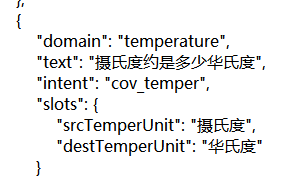 },
{
"domain": "temperature",
"text": "摄氏度约是多少华氏度",
"intent": "cov_temper",
"slots": {
"srcTemperUnit": "摄氏度",
"destTemperUnit": "华氏度"
}